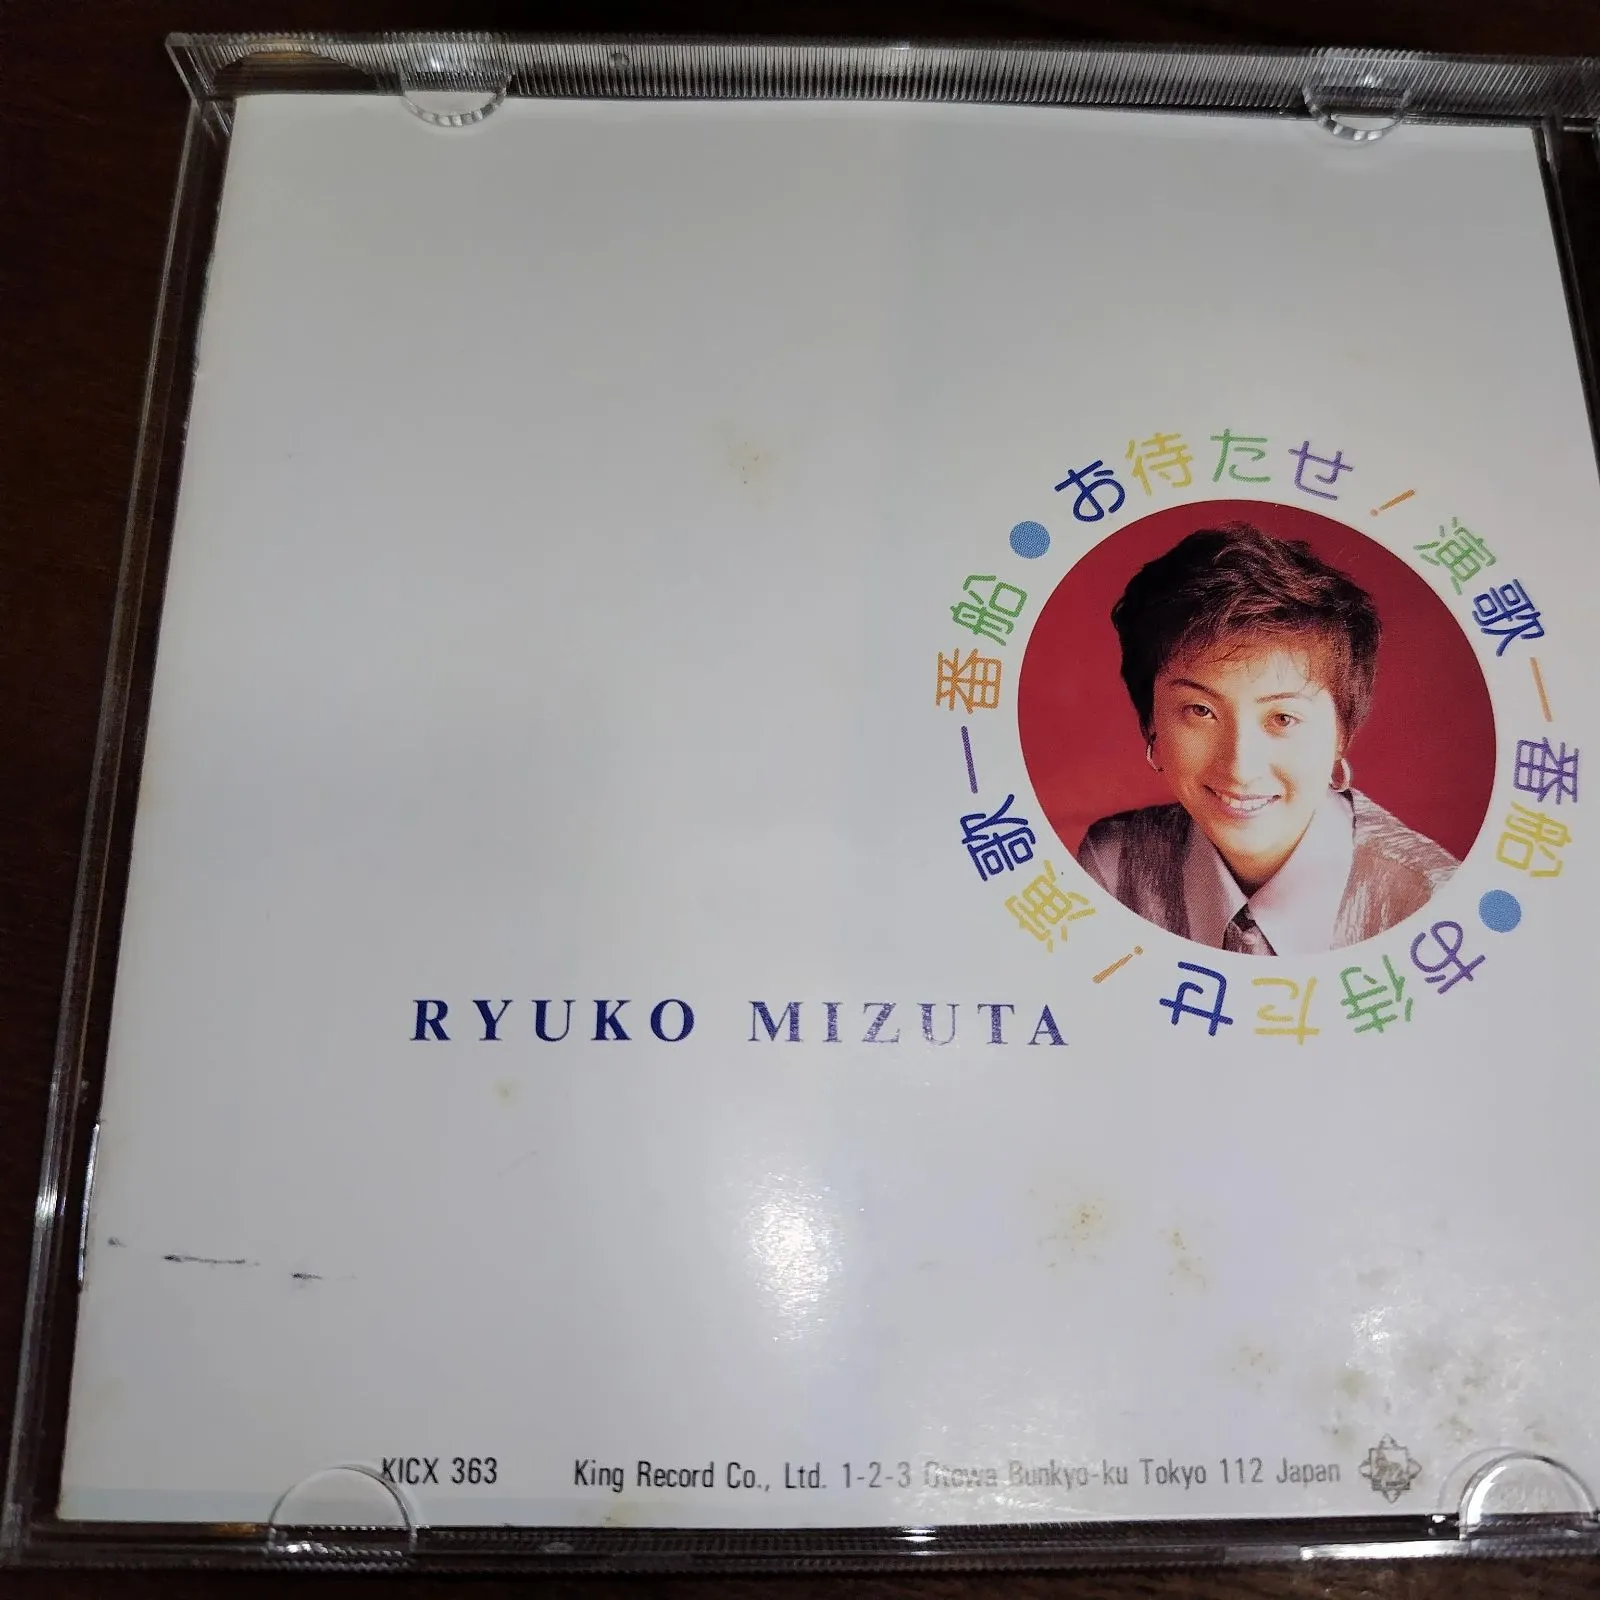 お待たせ！演歌一番船●お待たせ！演歌一番船●
RYUKO MIZUTA
KICX 363 King Record Co., Ltd. 1-2-3 Otowa Bunkyo-ku Tokyo 112 Japan